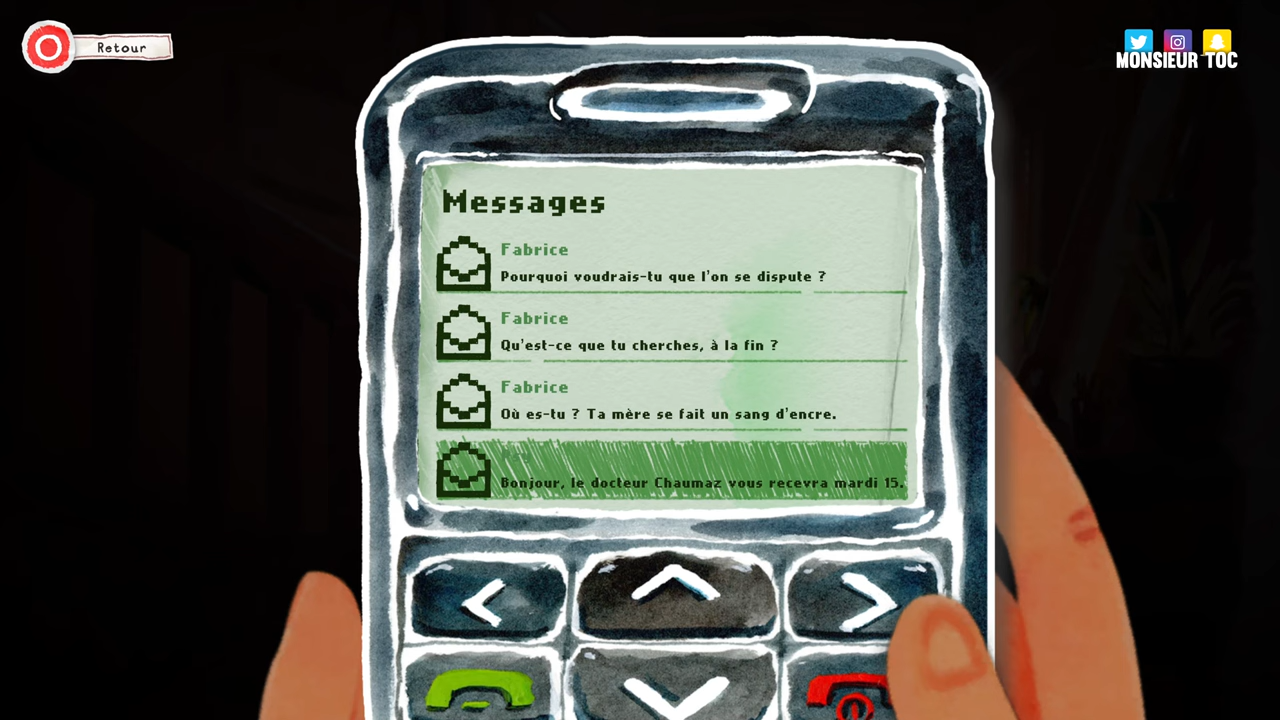 Retour
MONSIEUR TOC
Messages
Fabrice
Pourquoi voudrais-tu que l'on se dispute ?
Fabrice
Qu'est-ce que tu cherches, à la fin ?
Fabrice
Où es-tu ? Ta mère se fait un sang d'encre.
Bonjour, le docteur Chaumaz vous recevra mardi 15.